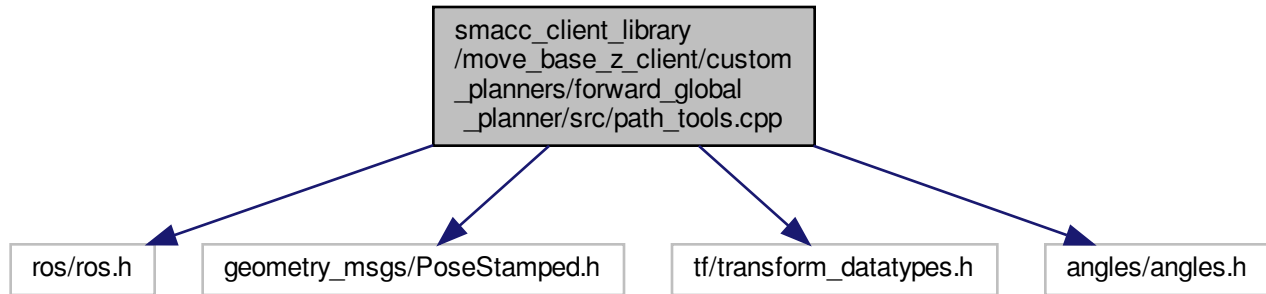 smacc_client_library
/move_base_z_client/custom
_planners/forward_global
_planner/src/path_tools.cpp
ros/ros.h
geometry_msgs/PoseStamped.h
tf/transform_datatypes.h
angles/angles.h